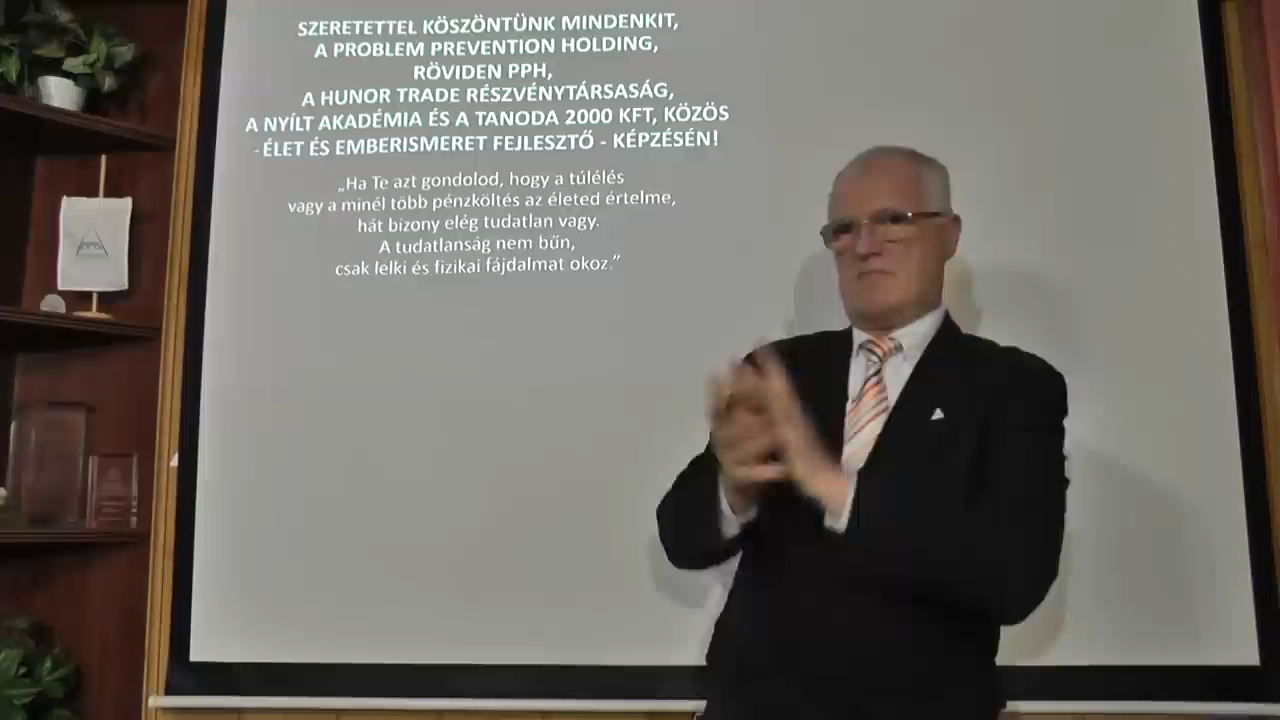 SZERETETTEL KÖSZÖNTÜNK MINDENKIT,
A PROBLEM PREVENTION HOLDING,
RÖVIDEN PPH,
A HUNOR TRADE RÉSZVÉNYTÁRSASÁG,
A NYÍLT AKADÉMIA ÉS A TANODA 2000 KFT, KÖZÖS
- ÉLET ÉS EMBERISMERET FEJLESZTŐ - KÉPZÉSÉN!
„Ha Te azt gondolod, hogy a túlélés
vagy a minél több pénzköltés az életed értelme,
hát bizony elég tudatlan vagy.
A tudatlanság nem bűn,
csak lelki és fizikai fájdalmat okoz.”